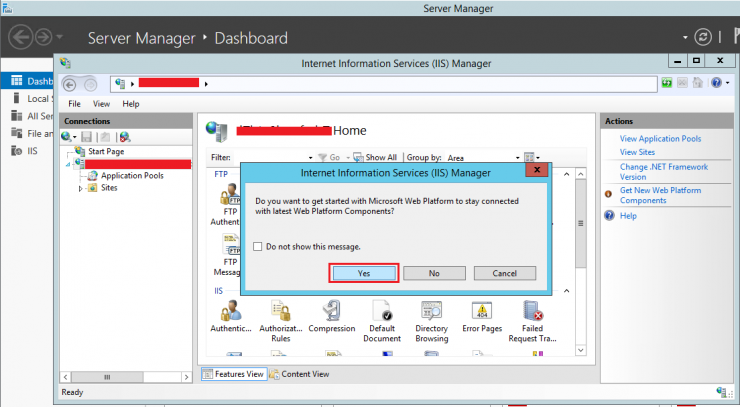 Server Manager
Server Manager • Dashboard
Internet Information Services (IIS) Manager
File View Help
Dashb
Local S
All Ser
File an
IIS
Connections
Start Page
Application Pools
Sites
Home
Filter: Go Show All Group by: Area
FTP
FTP
Authent
FTP
Messag
Internet Information Services (IIS) Manager
Do you want to get started with Microsoft Web Platform to stay connected
with latest Web Platform Components?
Do not show this message.
Yes No Cancel
IIS
Authentic... Authorizat... Compression Default Directory Error Pages Failed
Rules Document Browsing Request Tra...
404
Features View Content View
Actions
View Application Pools
View Sites
Change .NET Framework
Version
Get New Web Platform
Components
Help
Ready